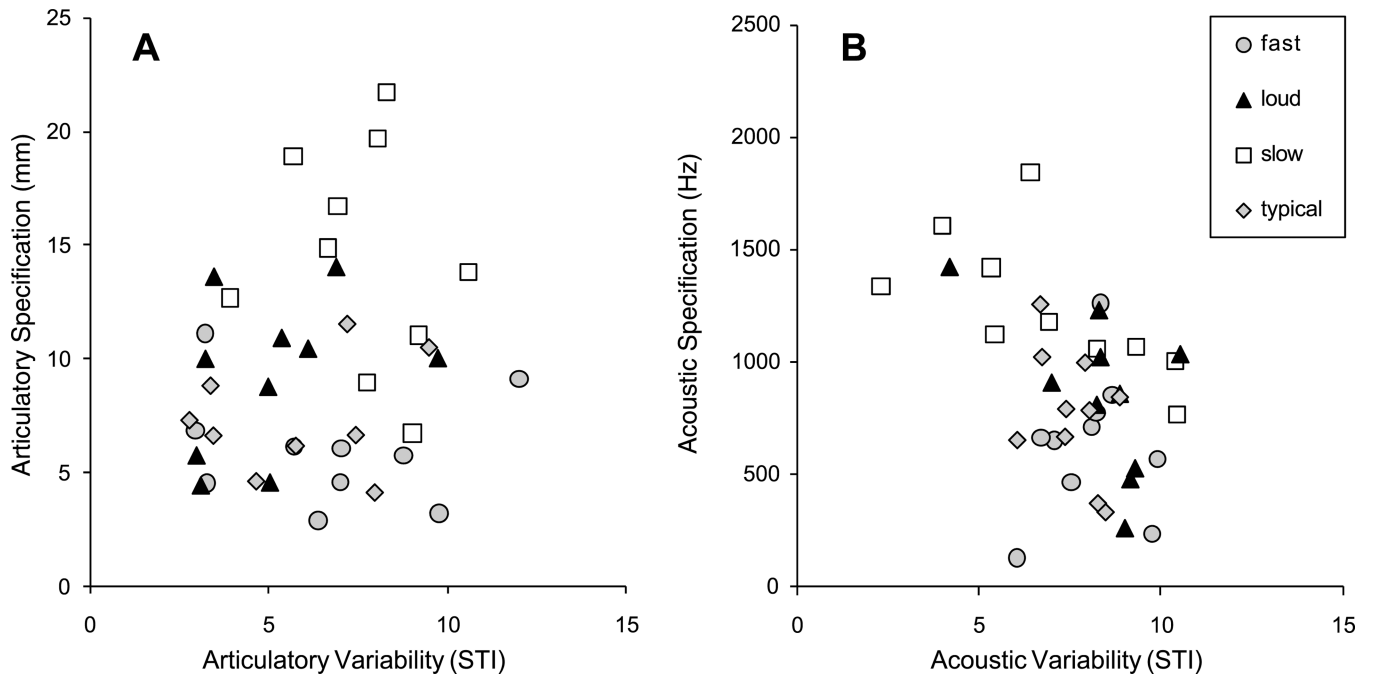 A
Articulatory Specification (mm)
25
20
15
10
5
0
0 5 10 15
Articulatory Variability (STI)
B
Acoustic Specification (Hz)
2500
2000
1500
1000
500
0
0 5 10 15
Acoustic Variability (STI)
fast
loud
slow
typical